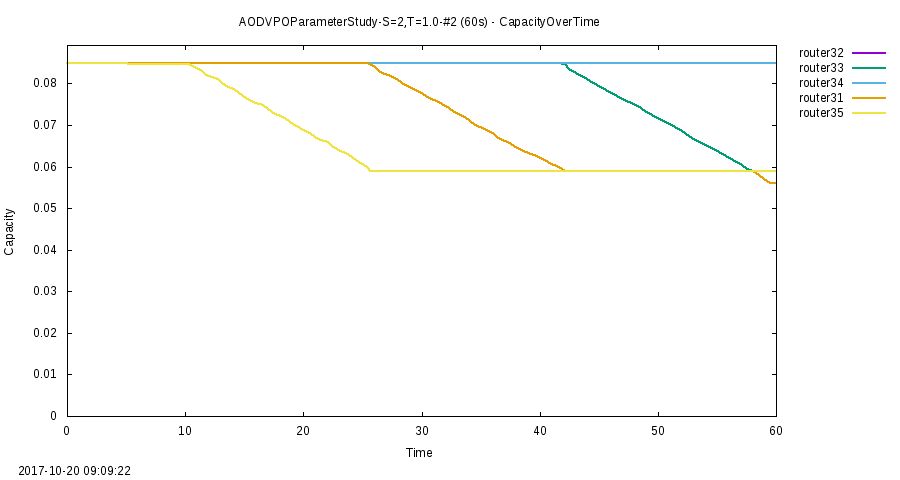 AODVPOParameterStudy-S=2,T=1.0-#2 (60s) - CapacityOverTime
router32
router33
router34
router31
router35
0.08
0.07
0.06
0.05
0.04
0.03
0.02
0.01
0
Capacity
0 10 20 30 40 50 60
Time
2017-10-20 09:09:22